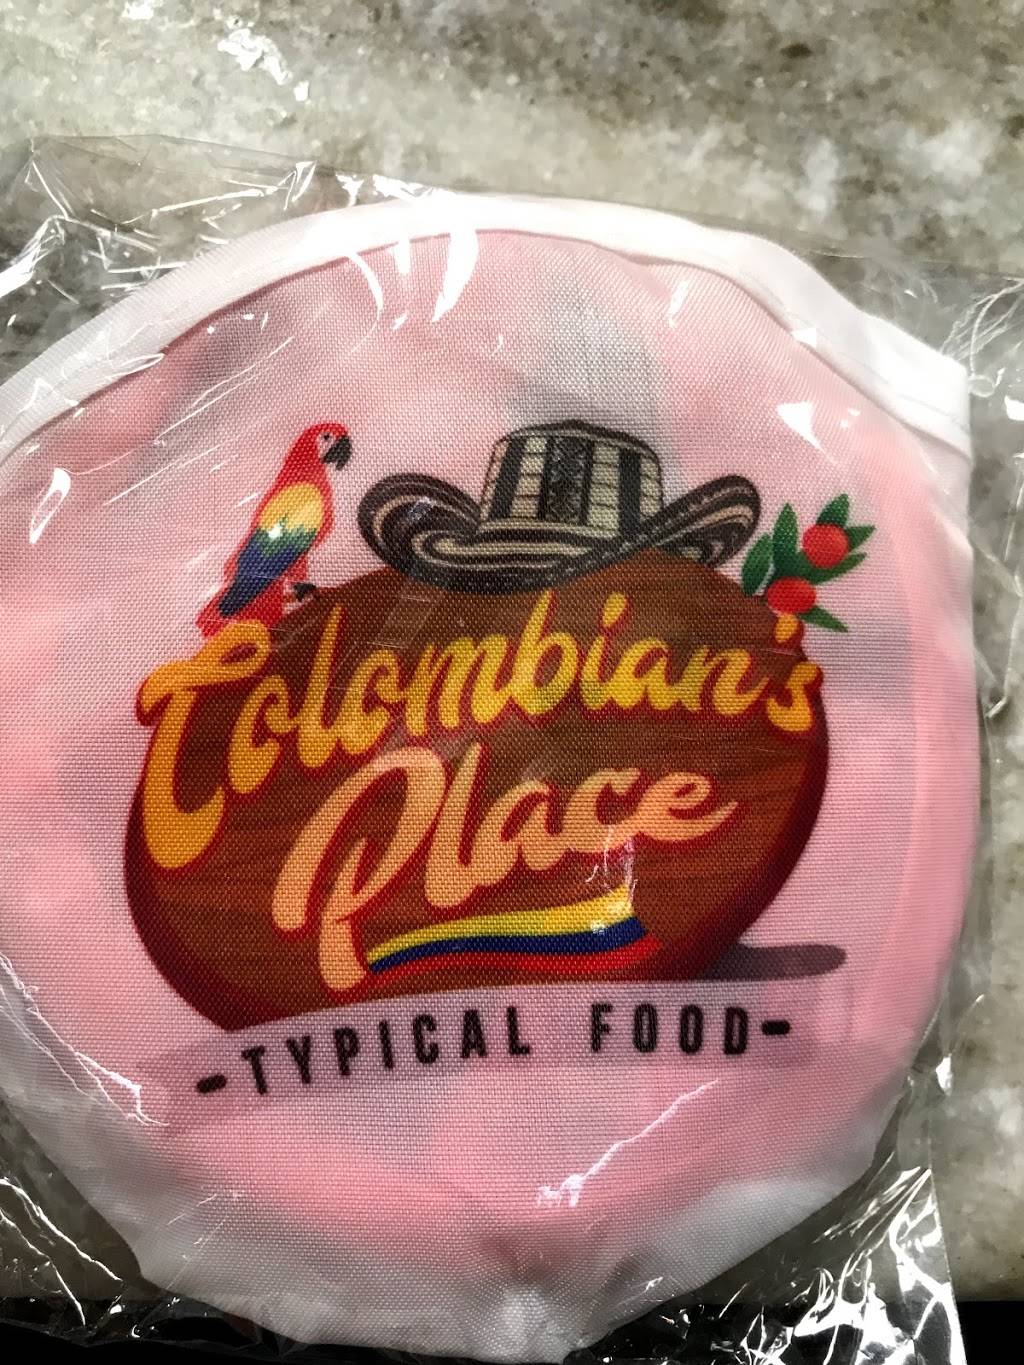 Colombian's
Place
-TYPICAL FOOD-